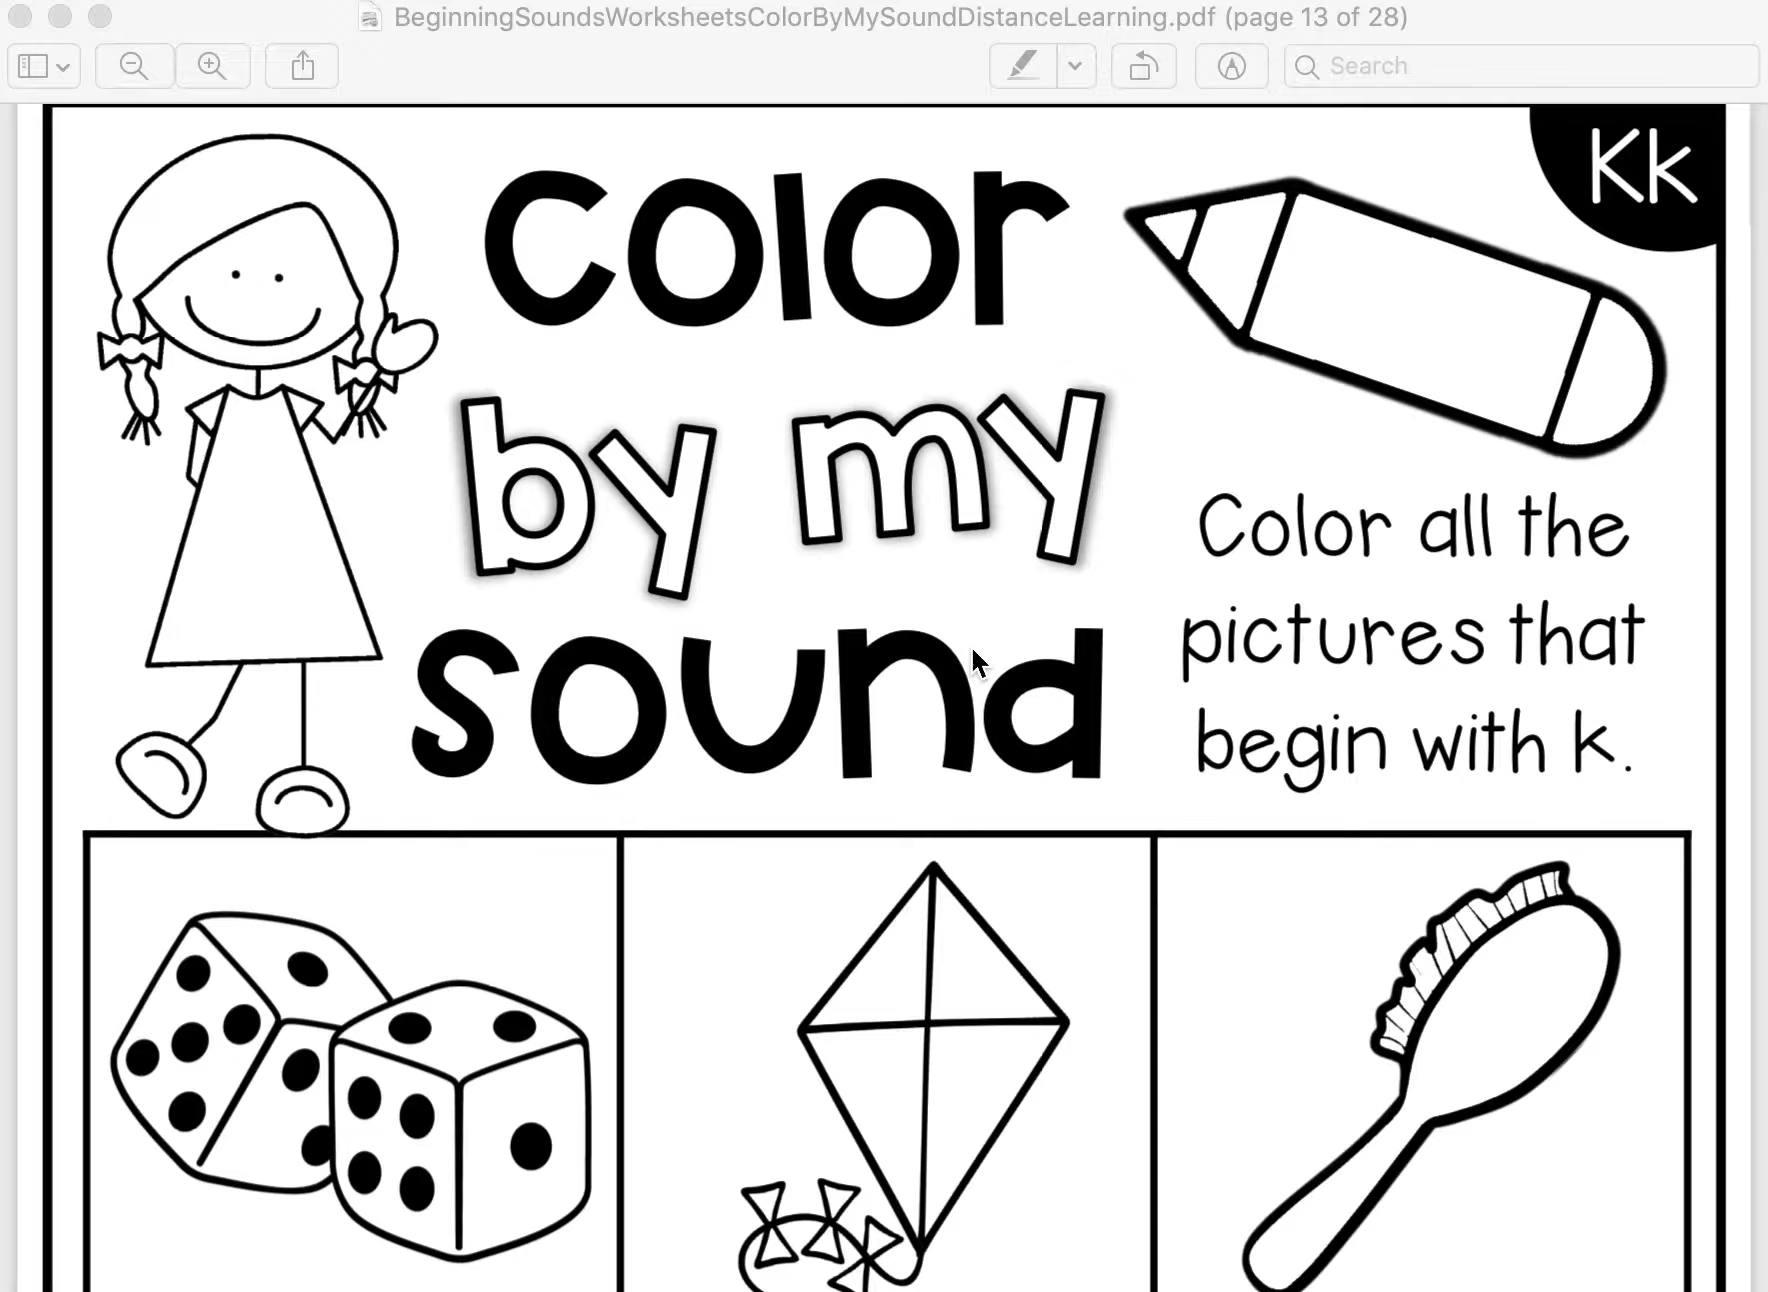 BeginningSoundsWorksheetsColorByMySoundDistanceLearning.pdf (page 13 of 28)
Search
Kk
color
by my
sound
Color all the
pictures that
begin with k.